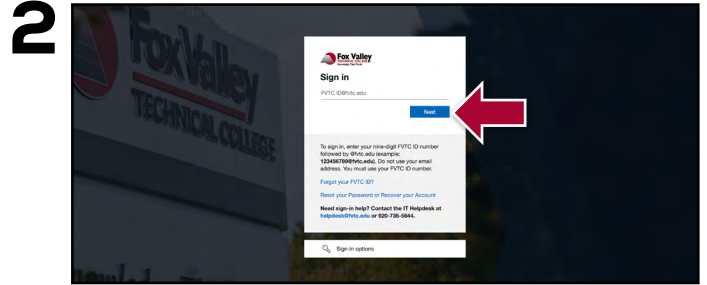 2
Fox Valley
TECHNICAL COLLEGE
Fox Valley
TECHNICAL COLLEGE
Sign in
FVTC ID@fvtc.edu
Next
To sign in, enter your nine-digit FVTC ID number
followed by @fvtc.edu (example:
123456789@fvtc.edu). Do not use your email
address. You must use your FVTC ID number.
Forgot your FVTC ID?
Reset your Password or Recover your Account
Need sign-in help? Contact the IT Helpdesk at
helpdesk@fvtc.edu or 920-735-5644.
Sign-in options